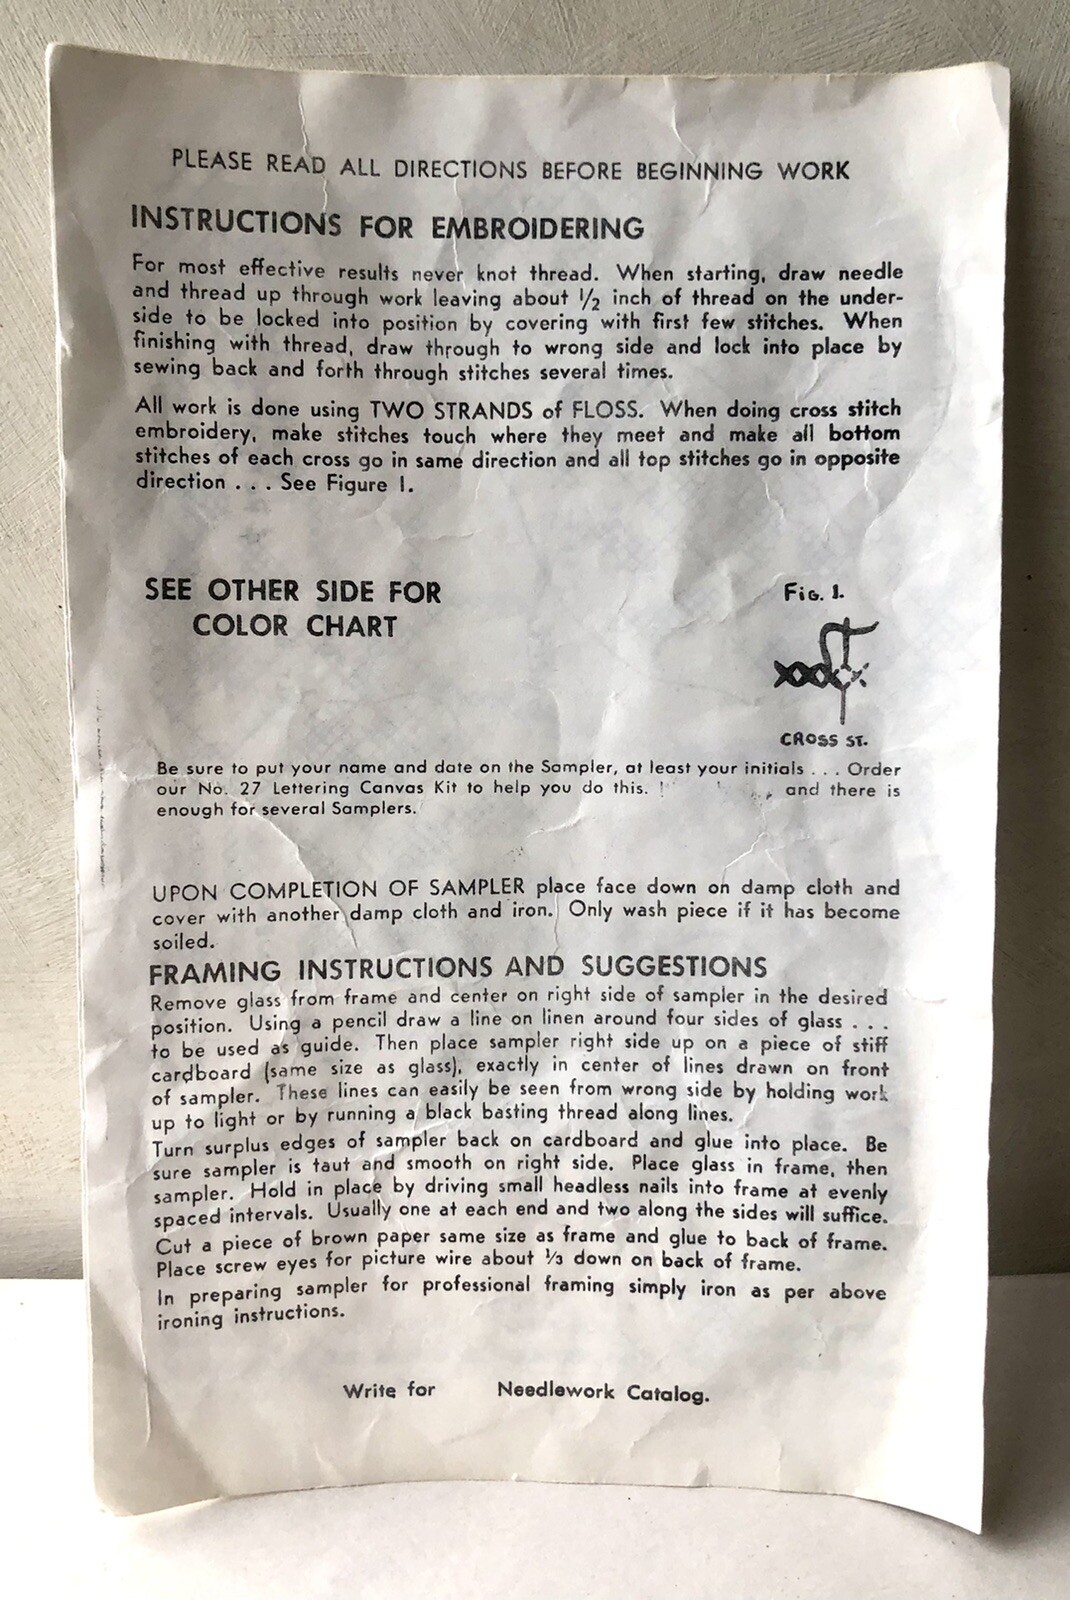 PLEASE READ ALL DIRECTIONS BEFORE BEGINNING WORK
INSTRUCTIONS FOR EMBROIDERING
For most effective results never knot thread. When starting, draw needle
and thread up through work leaving about 1/2 inch of thread on the under-
side to be locked into position by covering with first few stitches. When
finishing with thread, draw through to wrong side and lock into place by
sewing back and forth through stitches several times.
All work is done using TWO STRANDS of FLOSS. When doing cross stitch
embroidery, make stitches touch where they meet and make all bottom
stitches of each cross go in same direction and all top stitches go in opposite
direction . . . See Figure 1.
SEE OTHER SIDE FOR
COLOR CHART
FIG. 1.
CROSS ST.
Be sure to put your name and date on the Sampler, at least your initials . . . Order
our No. 27 Lettering Canvas Kit to help you do this. and there is
enough for several Samplers.
UPON COMPLETION OF SAMPLER place face down on damp cloth and
cover with another damp cloth and iron. Only wash piece if it has become
soiled.
FRAMING INSTRUCTIONS AND SUGGESTIONS
Remove glass from frame and center on right side of sampler in the desired
position. Using a pencil draw a line on linen around four sides of glass . . .
to be used as guide. Then place sampler right side up on a piece of stiff
cardboard (same size as glass), exactly in center of lines drawn on front
of sampler. These lines can easily be seen from wrong side by holding work
up to light or by running a black basting thread along lines.
Turn surplus edges of sampler back on cardboard and glue into place. Be
sure sampler is taut and smooth on right side. Place glass in frame, then
sampler. Hold in place by driving small headless nails into frame at evenly
spaced intervals. Usually one at each end and two along the sides will suffice.
Cut a piece of brown paper same size as frame and glue to back of frame.
Place screw eyes for picture wire about 1/3 down on back of frame.
In preparing sampler for professional framing simply iron as per above
ironing instructions.
Write for Needlework Catalog.